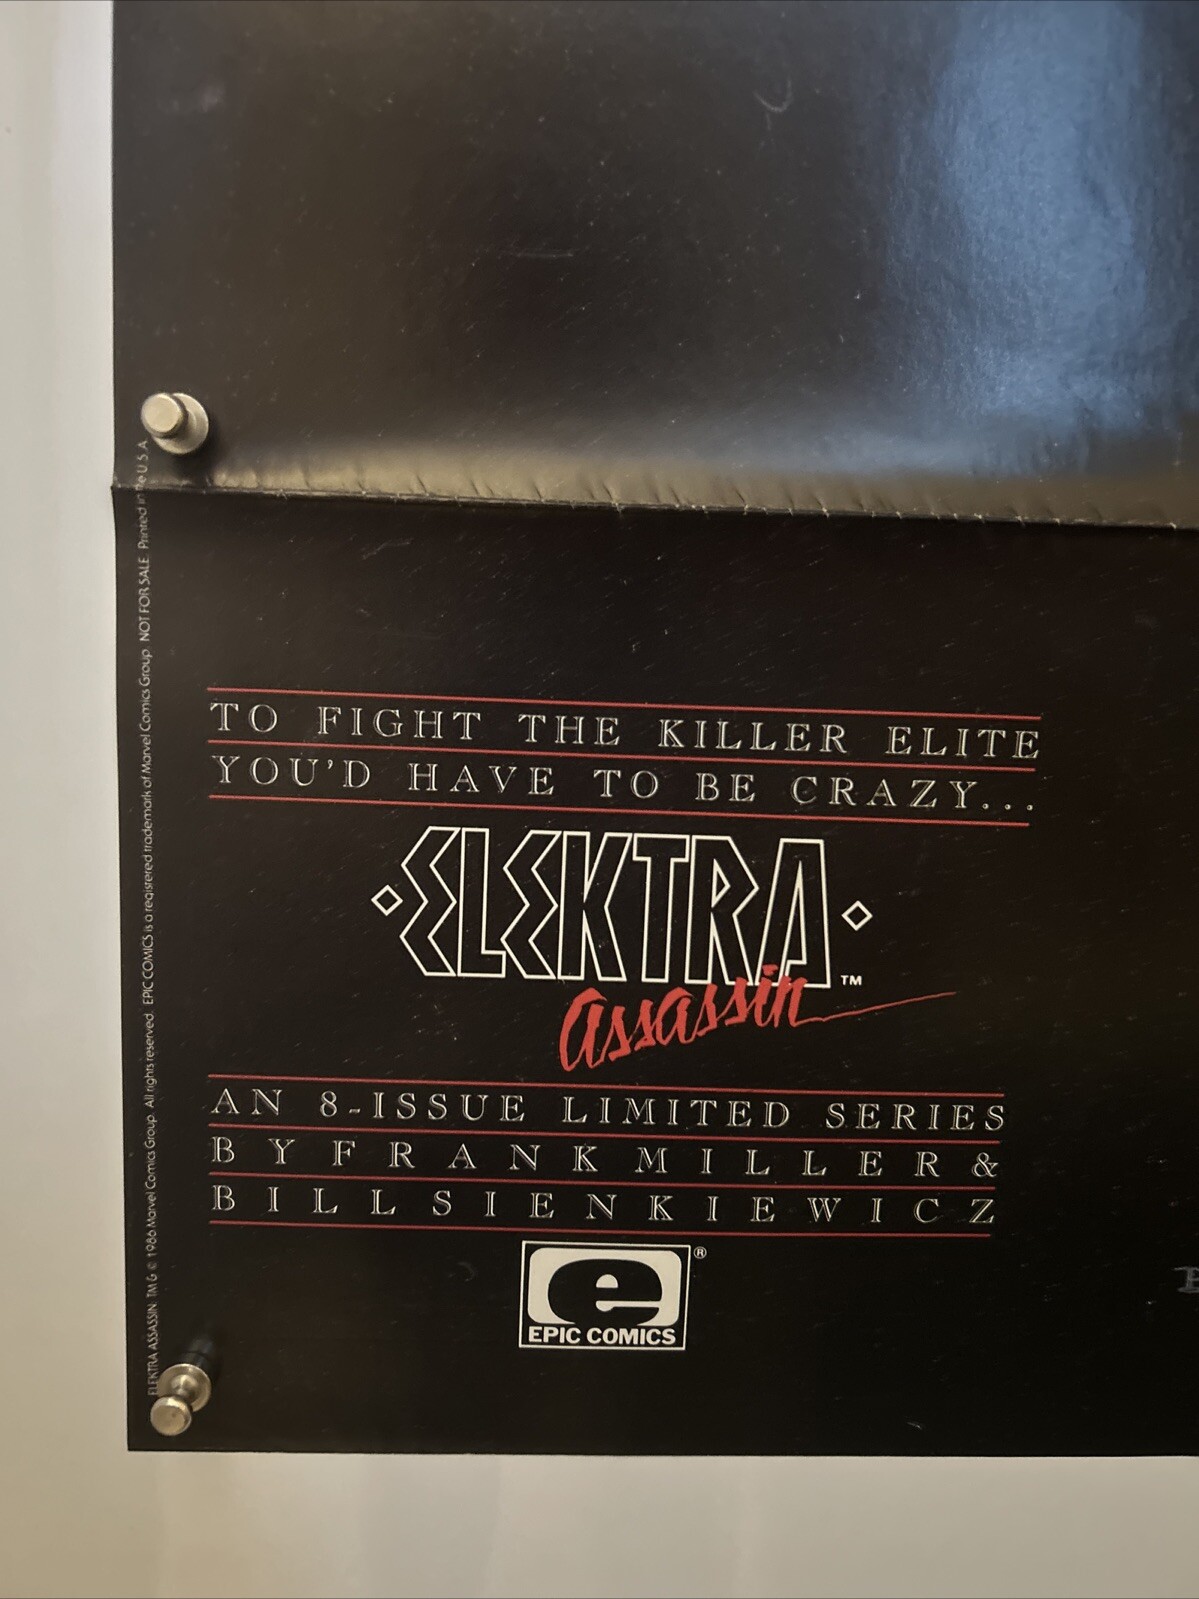 TO FIGHT THE KILLER ELITE
YOU'D HAVE TO BE CRAZY...
ELEKTRA ™
assassin
AN 8-ISSUE LIMITED SERIES
BY FRANK MILLER &
BILL SIENKIEWICZ
e ®
EPIC COMICS
ELEKTRA ASSASSIN TM & © 1986 Marvel Comics Group. All rights reserved. EPIC COMICS is a registered trademark of Marvel Comics Group. NOT FOR SALE. Printed in the U.S.A.